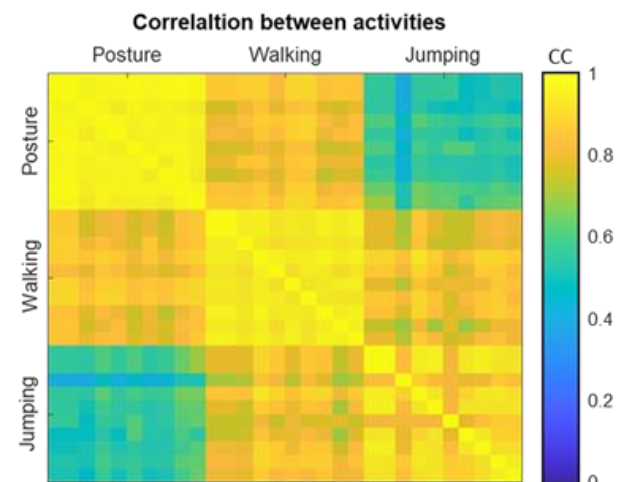 Correlaltion between activities
Posture Walking Jumping CC
Posture
Walking
Jumping
1
0.8
0.6
0.4
0.2
0